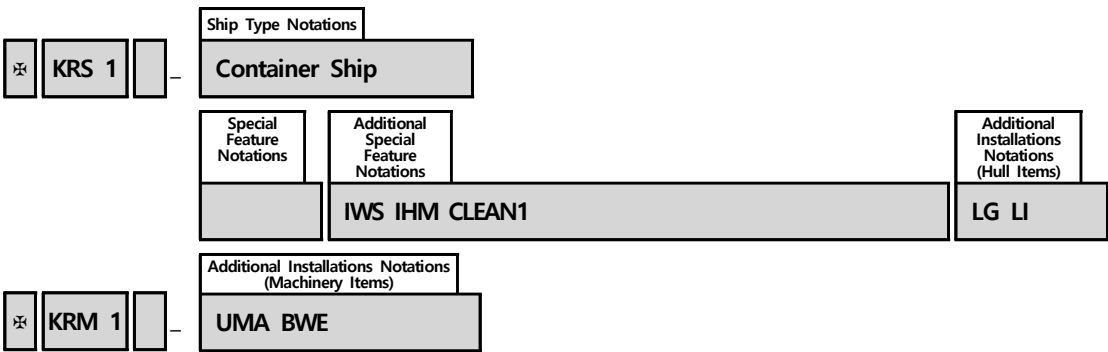 Ship Type Notations
✠ KRS 1 _ Container Ship
Special
Feature
Notations
Additional
Special
Feature
Notations
Additional
Installations
Notations
(Hull Items)
IWS IHM CLEAN1
LG LI
Additional Installations Notations
(Machinery Items)
✠ KRM 1 _ UMA BWE